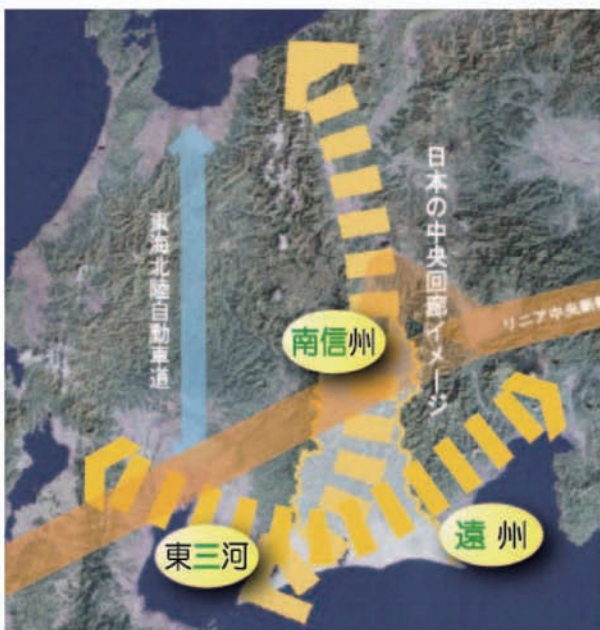 日本の中央回廊イメージ
東海北陸自動車道
リニア中央新幹
南信州
遠州
東三河